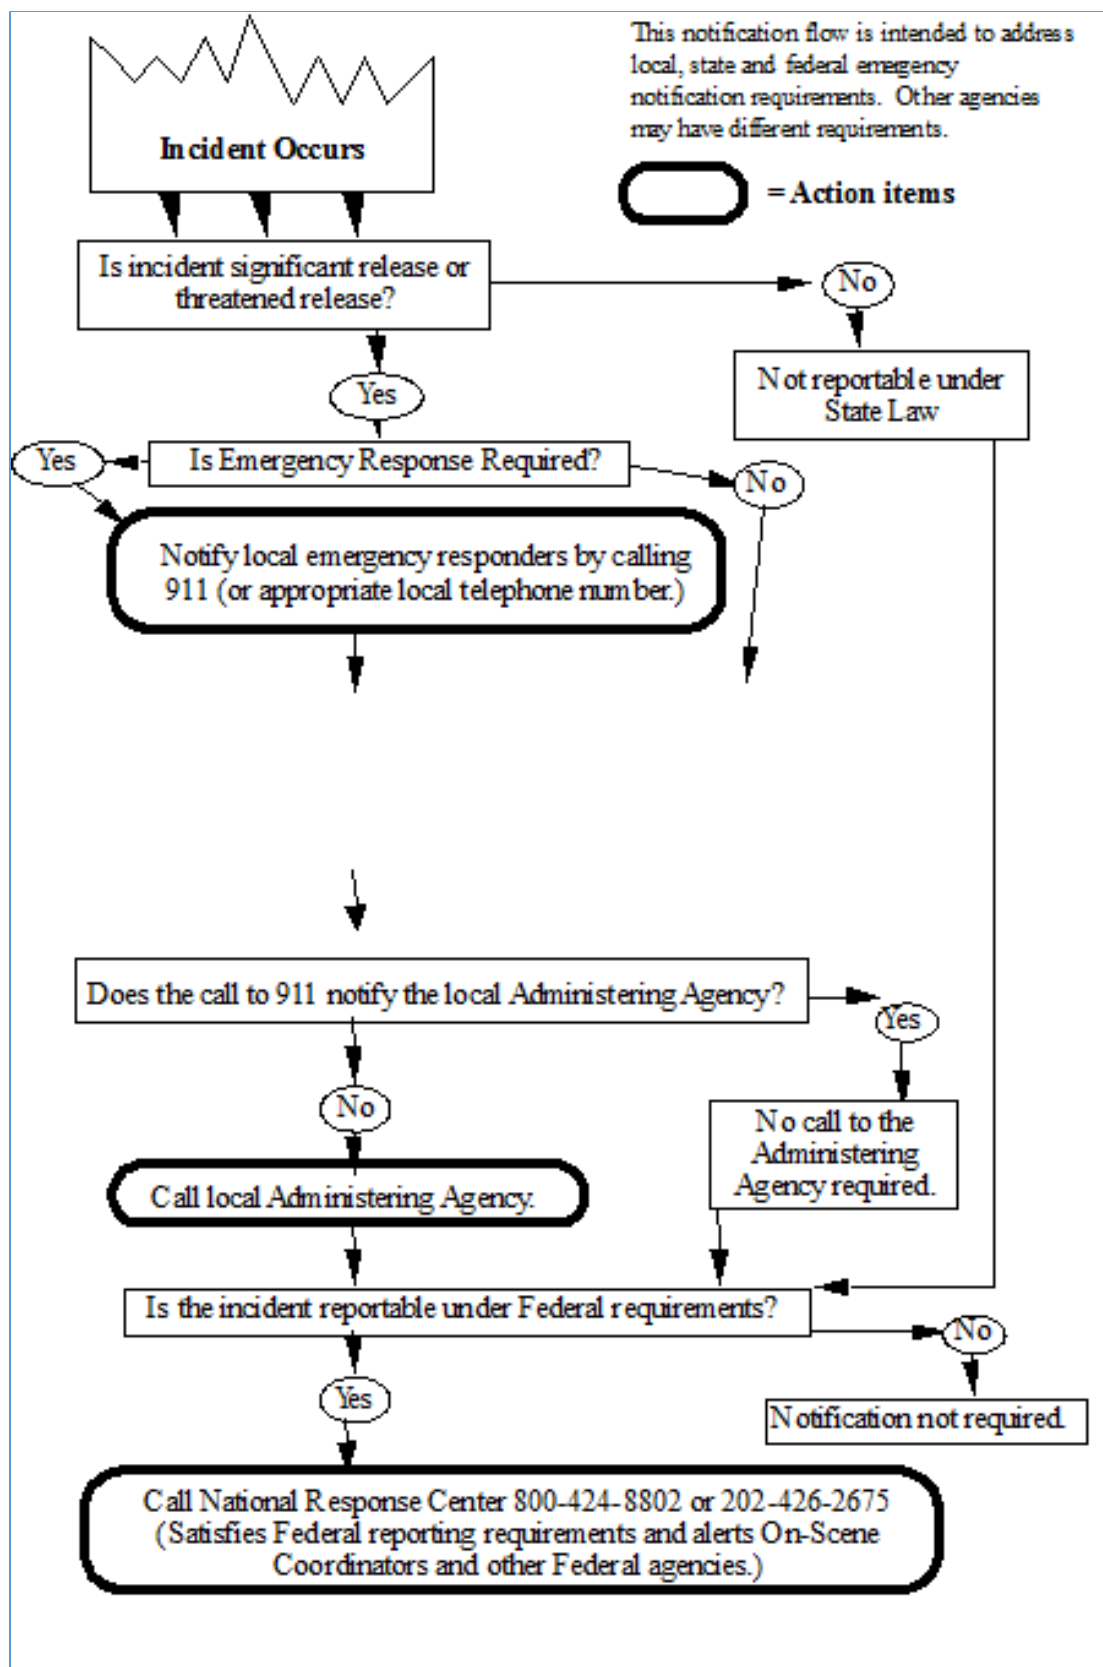 This notification flow is intended to address
local, state and federal emergency
notification requirements. Other agencies
may have different requirements.
Incident Occurs
= Action items
Is incident significant release or
threatened release?
No
Not reportable under
State Law
Yes
Is Emergency Response Required?
Yes
No
Notify local emergency responders by calling
911 (or appropriate local telephone number.)
Does the call to 911 notify the local Administering Agency?
Yes
No
No call to the
Administering
Agency required.
Call local Administering Agency.
Is the incident reportable under Federal requirements?
No
Yes
Notification not required.
Call National Response Center 800-424-8802 or 202-426-2675
(Satisfies Federal reporting requirements and alerts On-Scene
Coordinators and other Federal agencies.)